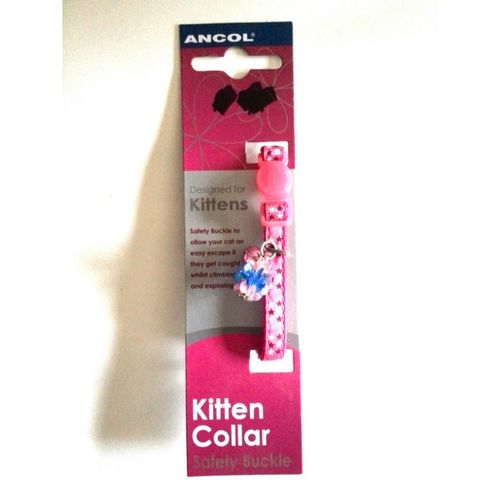 ANCOL®
Designed for
Kittens
Safety Buckle to
allow your cat an
easy escape if
they get caught
whilst climbing
and exploring
Kitten
Collar
Safety Buckle